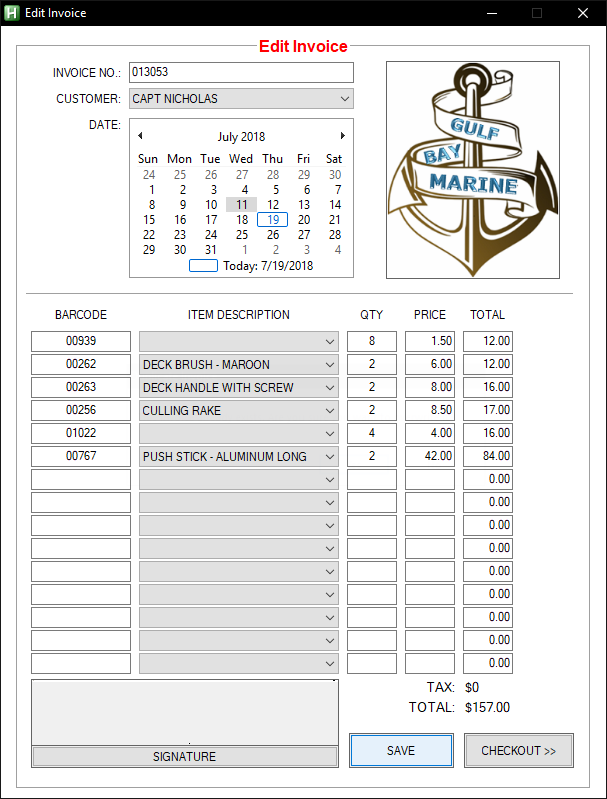 Edit Invoice
Edit Invoice
INVOICE NO.: 013053
CUSTOMER: CAPT NICHOLAS
DATE:
July 2018
Sun Mon Tue Wed Thu Fri Sat
24 25 26 27 28 29 30
1 2 3 4 5 6 7
8 9 10 11 12 13 14
15 16 17 18 19 20 21
22 23 24 25 26 27 28
29 30 31 1 2 3 4
Today: 7/19/2018
GULF
BAY
MARINE
BARCODE ITEM DESCRIPTION QTY PRICE TOTAL
00939 8 1.50 12.00
00262 DECK BRUSH - MAROON 2 6.00 12.00
00263 DECK HANDLE WITH SCREW 2 8.00 16.00
00256 CULLING RAKE 2 8.50 17.00
01022 4 4.00 16.00
00767 PUSH STICK - ALUMINUM LONG 2 42.00 84.00
0.00
0.00
0.00
0.00
0.00
0.00
0.00
0.00
0.00
TAX: $0
TOTAL: $157.00
SIGNATURE
SAVE
CHECKOUT >>